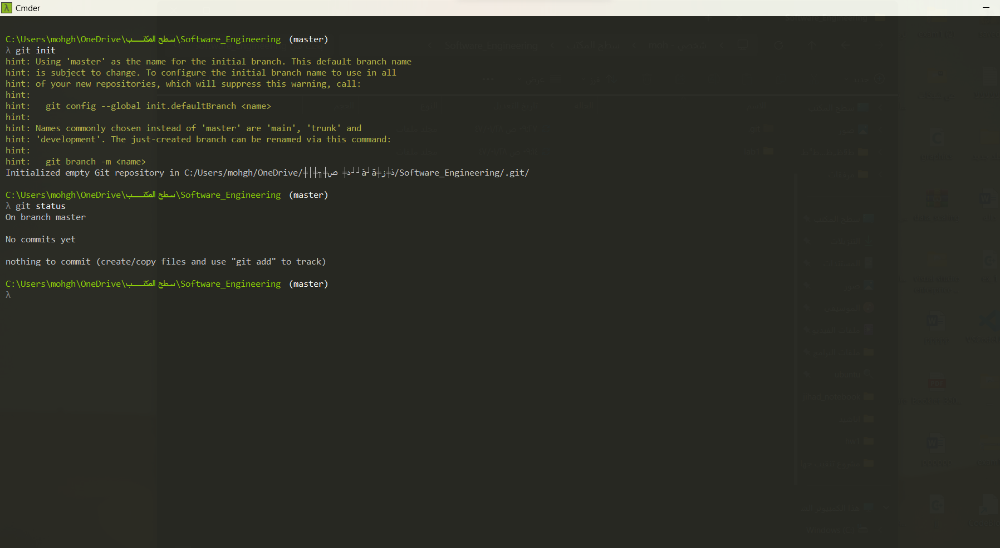 Cmder
C:\Users\mohgh\OneDrive\سطح المكتب\Software_Engineering (master)
λ git init
hint: Using 'master' as the name for the initial branch. This default branch name
hint: is subject to change. To configure the initial branch name to use in all
hint: of your new repositories, which will suppress this warning, call:
hint:
hint:   git config --global init.defaultBranch <name>
hint:
hint: Names commonly chosen instead of 'master' are 'main', 'trunk' and
hint: 'development'. The just-created branch can be renamed via this command:
hint:
hint:   git branch -m <name>
Initialized empty Git repository in C:/Users/mohgh/OneDrive/ /Software_Engineering/.git/
C:\Users\mohgh\OneDrive\سطح المكتب\Software_Engineering (master)
λ git status
On branch master
No commits yet
nothing to commit (create/copy files and use "git add" to track)
C:\Users\mohgh\OneDrive\سطح المكتب\Software_Engineering (master)
λ